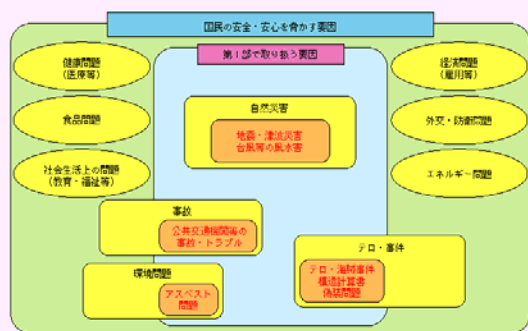 国民の安全・安心を脅かす要因
第Ⅰ部で取り扱う要因
健康問題
(医療等)
食品問題
社会生活上の問題
(教育・福祉等)
経済問題
(雇用等)
外交・防衛問題
エネルギー問題
自然災害
地震・津波災害
台風等の風水害
事故
公共交通機関等の
事故・トラブル
環境問題
アスベスト
問題
テロ・事件
テロ・海賊事件
構造計算書
偽装問題